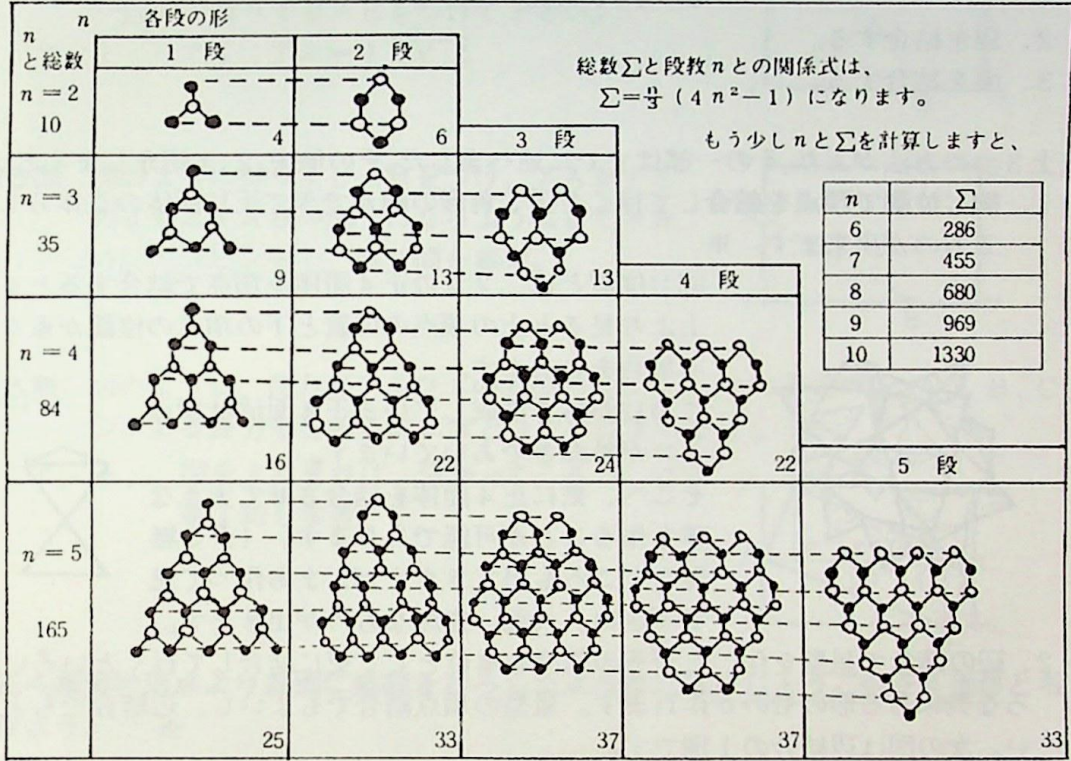 n
n
と総数
各段の形
1 段
2 段
n = 2
10
4
6
総数Σと段数nとの関係式は、
Σ=n/3 (4n²−1) になります。
もう少しnとΣを計算しますと、
3 段
n = 3
35
9
13
13
n Σ
6 286
7 455
8 680
9 969
10 1330
4 段
n = 4
84
16
22
24
22
5 段
n = 5
165
25
33
37
37
33